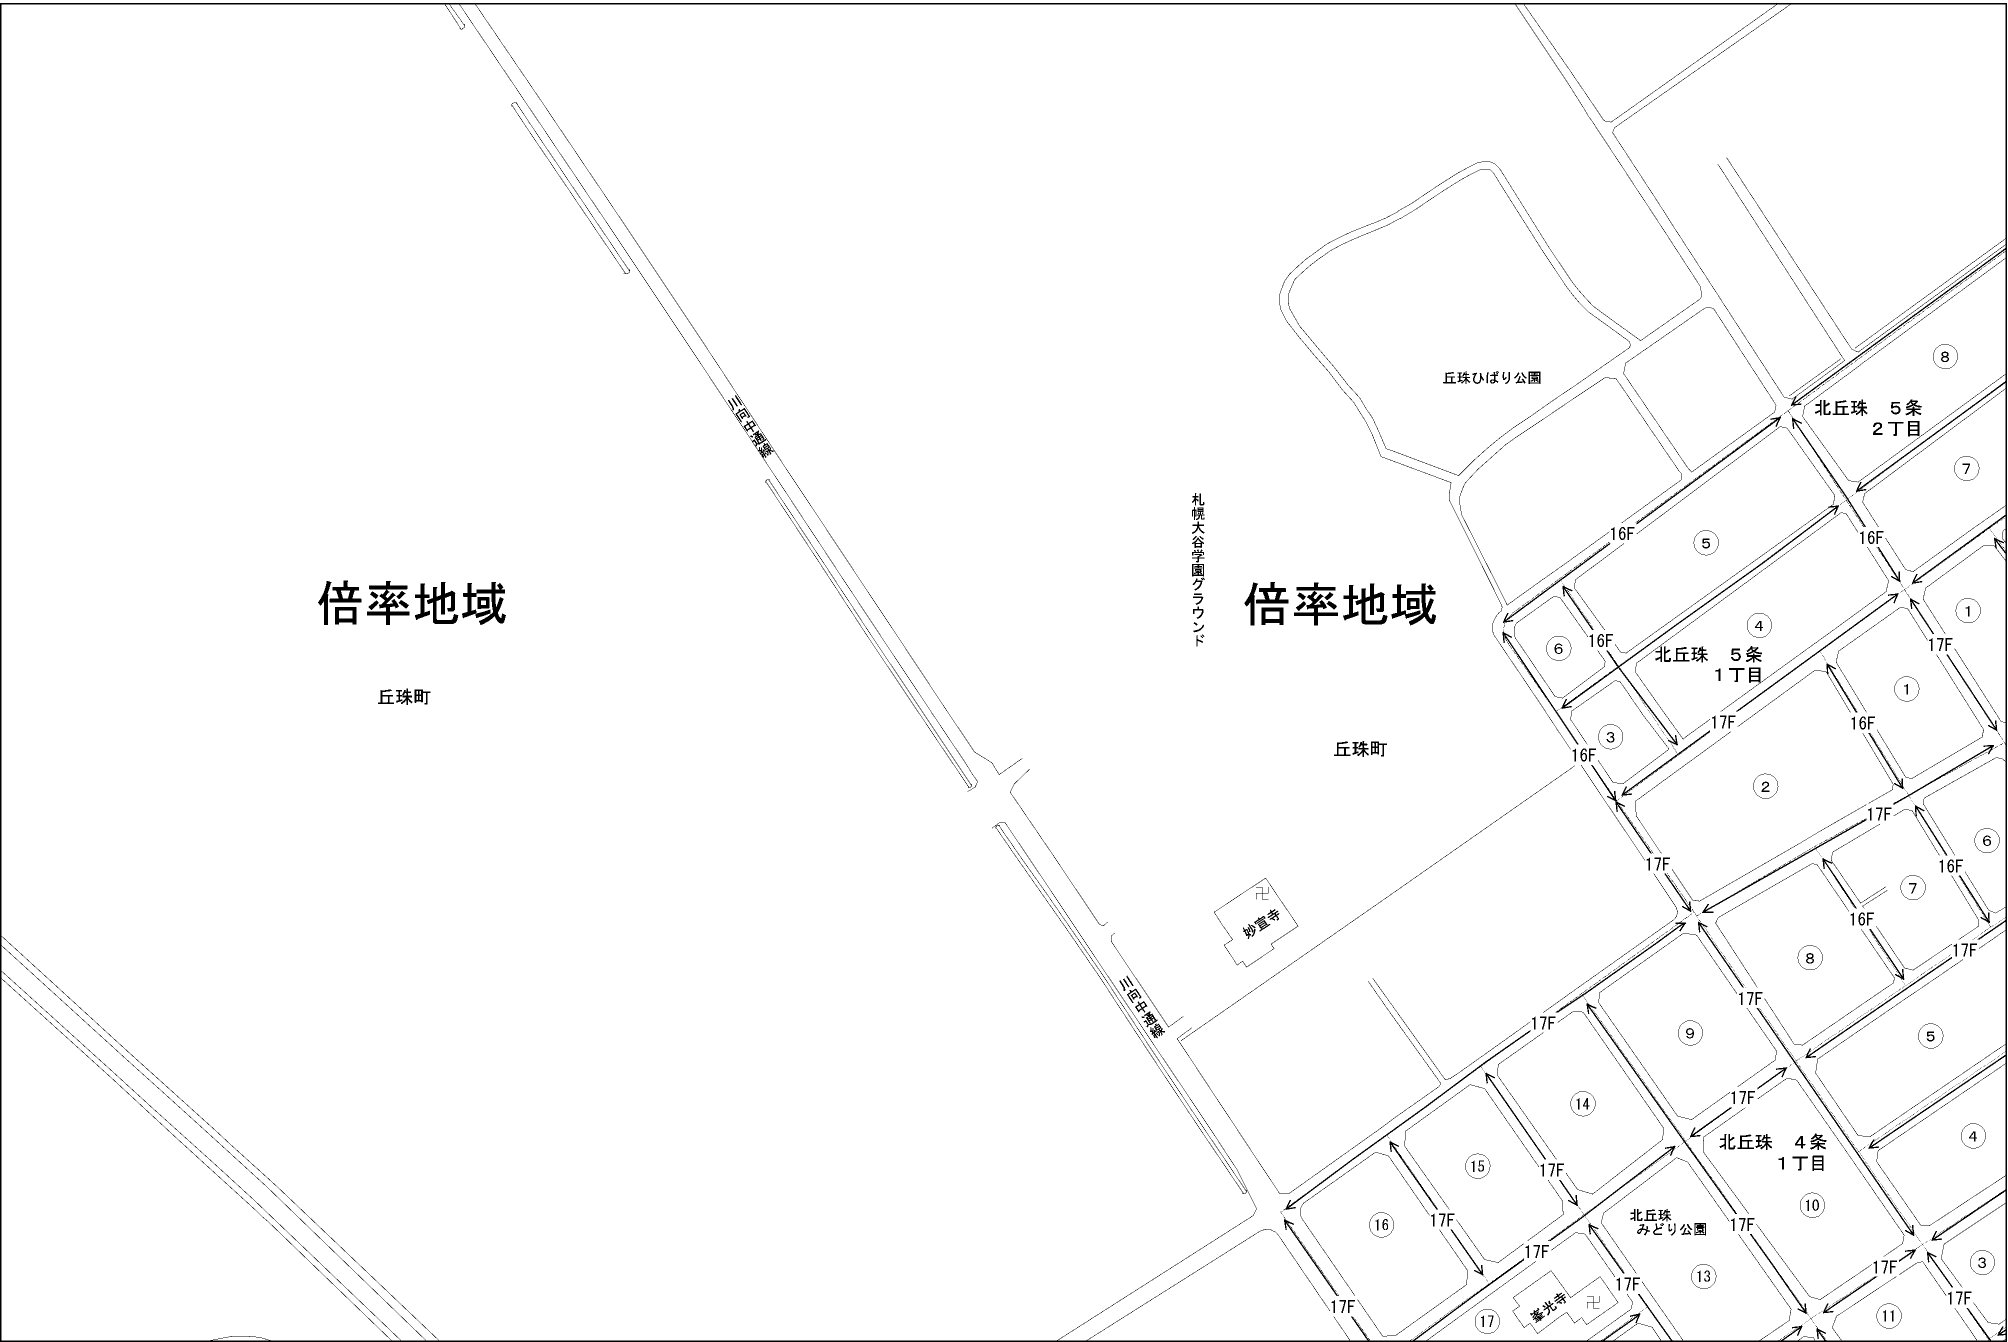 8
丘珠ひばり公園
北丘珠　５条
２丁目
川向中通線
7
札幌大谷学園グラウンド
16F
16F
5
倍率地域
倍率地域
1
4
16F
17F
6
北丘珠　５条
１丁目
1
丘珠町
丘珠町
17F
16F
3
16F
2
17F
6
17F
16F
7
卍
妙宣寺
16F
17F
8
17F
川向中通線
17F
9
5
17F
14
4
北丘珠　４条
１丁目
15
17F
10
16
17F
北丘珠
みどり公園
17F
17F
3
17F
13
17F
17F
17F
卍
峯光寺
17
11